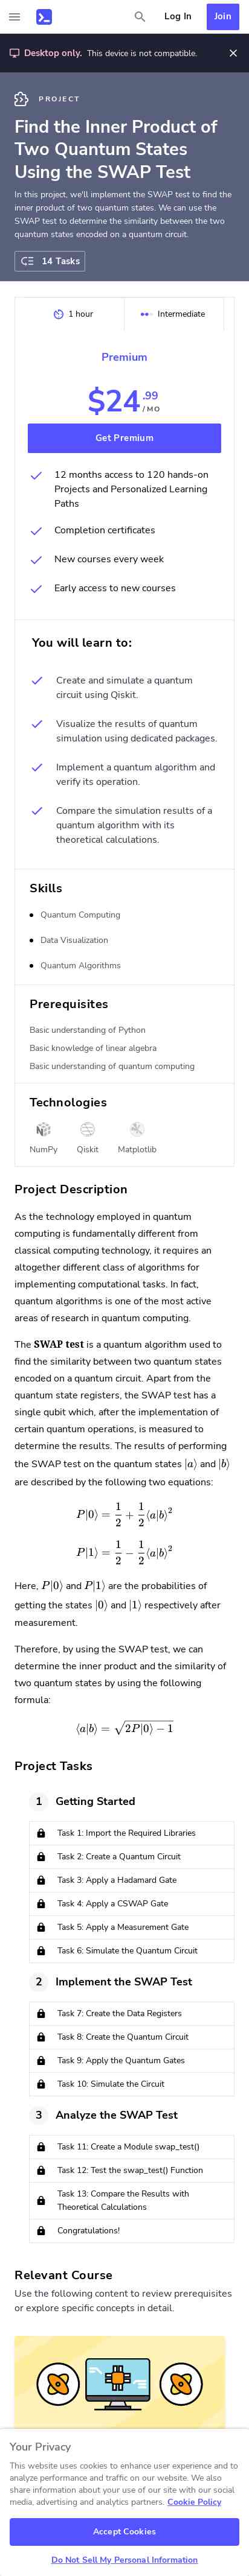 Log In
Join
Desktop only. This device is not compatible.
PROJECT
Find the Inner Product of
Two Quantum States
Using the SWAP Test
In this project, we'll implement the SWAP test to find the
inner product of two quantum states. We can use the
SWAP test to determine the similarity between the two
quantum states encoded on a quantum circuit.
14 Tasks
1 hour
Intermediate
Premium
$24.99 / MO
Get Premium
12 months access to 120 hands-on
Projects and Personalized Learning
Paths
Completion certificates
New courses every week
Early access to new courses
You will learn to:
Create and simulate a quantum
circuit using Qiskit.
Visualize the results of quantum
simulation using dedicated packages.
Implement a quantum algorithm and
verify its operation.
Compare the simulation results of a
quantum algorithm with its
theoretical calculations.
Skills
Quantum Computing
Data Visualization
Quantum Algorithms
Prerequisites
Basic understanding of Python
Basic knowledge of linear algebra
Basic understanding of quantum computing
Technologies
NumPy
Qiskit
Matplotlib
Project Description
As the technology employed in quantum
computing is fundamentally different from
classical computing technology, it requires an
altogether different class of algorithms for
implementing computational tasks. In fact,
quantum algorithms is one of the most active
areas of research in quantum computing.
The SWAP test is a quantum algorithm used to
find the similarity between two quantum states
encoded on a quantum circuit. Apart from the
quantum state registers, the SWAP test has a
single qubit which, after the implementation of
certain quantum operations, is measured to
determine the results. The results of performing
the SWAP test on the quantum states |a⟩ and |b⟩
are described by the following two equations:
P|0⟩ = 1/2 + 1/2⟨a|b⟩²
P|1⟩ = 1/2 − 1/2⟨a|b⟩²
Here, P|0⟩ and P|1⟩ are the probabilities of
getting the states |0⟩ and |1⟩ respectively after
measurement.
Therefore, by using the SWAP test, we can
determine the inner product and the similarity of
two quantum states by using the following
formula:
⟨a|b⟩ = √(2P|0⟩ − 1)
Project Tasks
1 Getting Started
Task 1: Import the Required Libraries
Task 2: Create a Quantum Circuit
Task 3: Apply a Hadamard Gate
Task 4: Apply a CSWAP Gate
Task 5: Apply a Measurement Gate
Task 6: Simulate the Quantum Circuit
2 Implement the SWAP Test
Task 7: Create the Data Registers
Task 8: Create the Quantum Circuit
Task 9: Apply the Quantum Gates
Task 10: Simulate the Circuit
3 Analyze the SWAP Test
Task 11: Create a Module swap_test()
Task 12: Test the swap_test() Function
Task 13: Compare the Results with
Theoretical Calculations
Congratulations!
Relevant Course
Use the following content to review prerequisites
or explore specific concepts in detail.
Your Privacy
This website uses cookies to enhance user experience and to
analyze performance and traffic on our website. We also
share information about your use of our site with our social
media, advertising and analytics partners. Cookie Policy
Accept Cookies
Do Not Sell My Personal Information